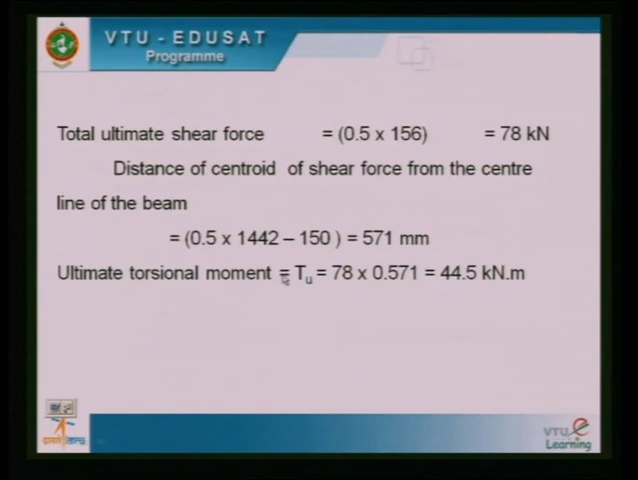 VTU - EDUSAT
Programme
Total ultimate shear force = (0.5 x 156) = 78 kN
Distance of centroid of shear force from the centre
line of the beam
= (0.5 x 1442 – 150 ) = 571 mm
Ultimate torsional moment = Tu = 78 x 0.571 = 44.5 kN.m
VTU e
Learning